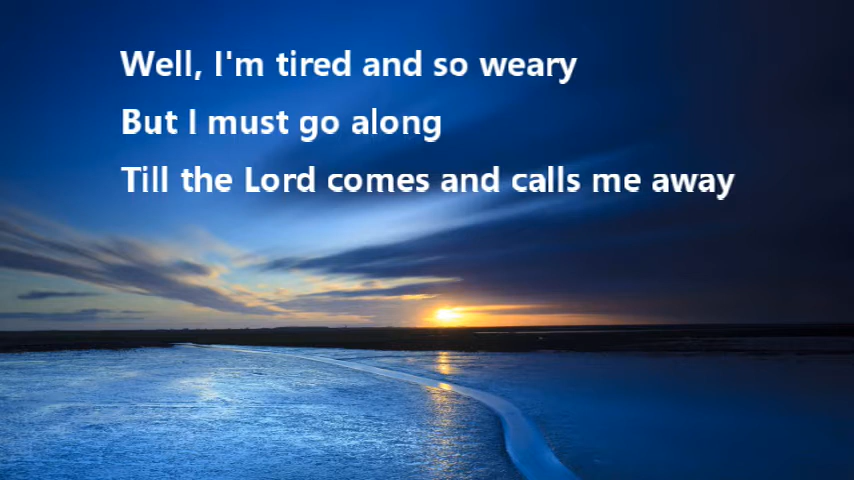 Well, I'm tired and so weary
But I must go along
Till the Lord comes and calls me away